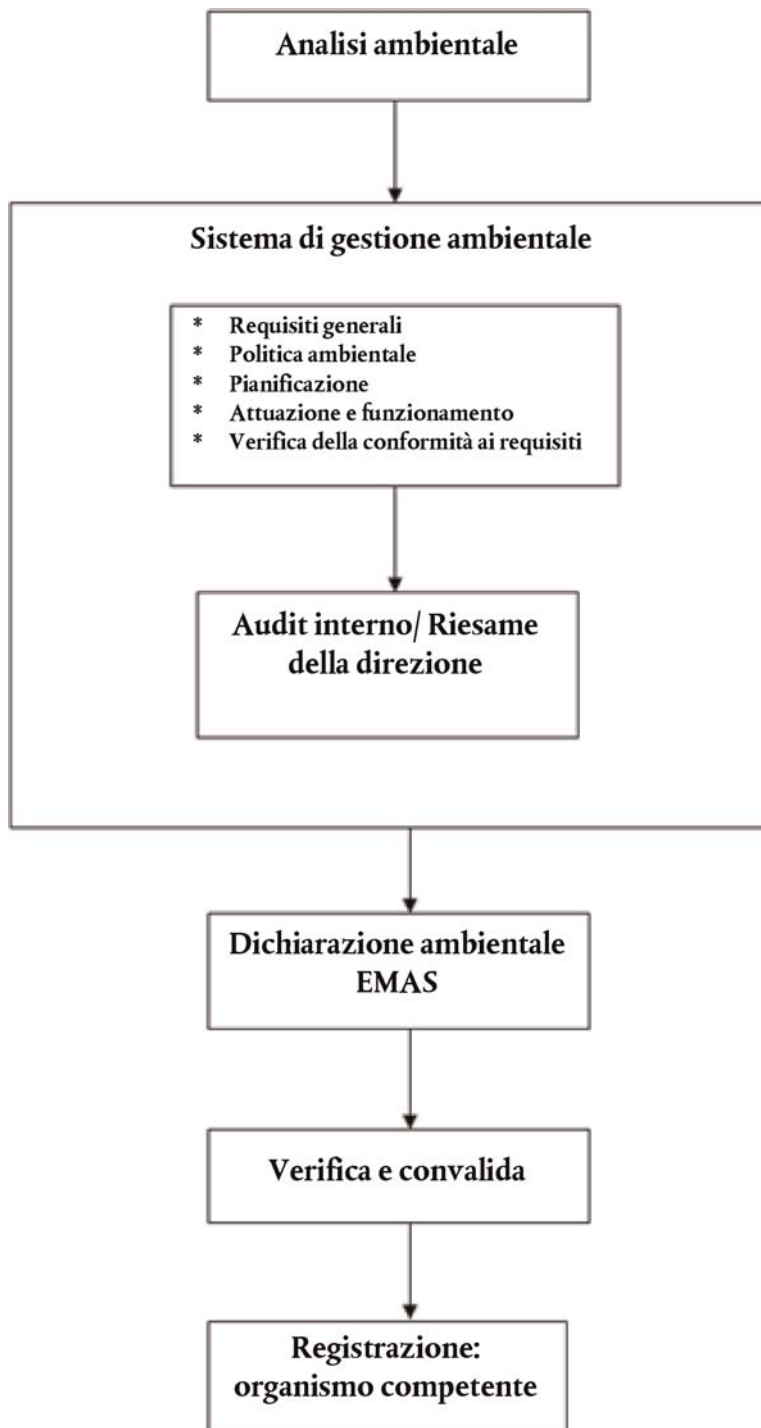 Analisi ambientale
Sistema di gestione ambientale
* Requisiti generali
* Politica ambientale
* Pianificazione
* Attuazione e funzionamento
* Verifica della conformità ai requisiti
Audit interno/ Riesame
della direzione
Dichiarazione ambientale
EMAS
Verifica e convalida
Registrazione:
organismo competente